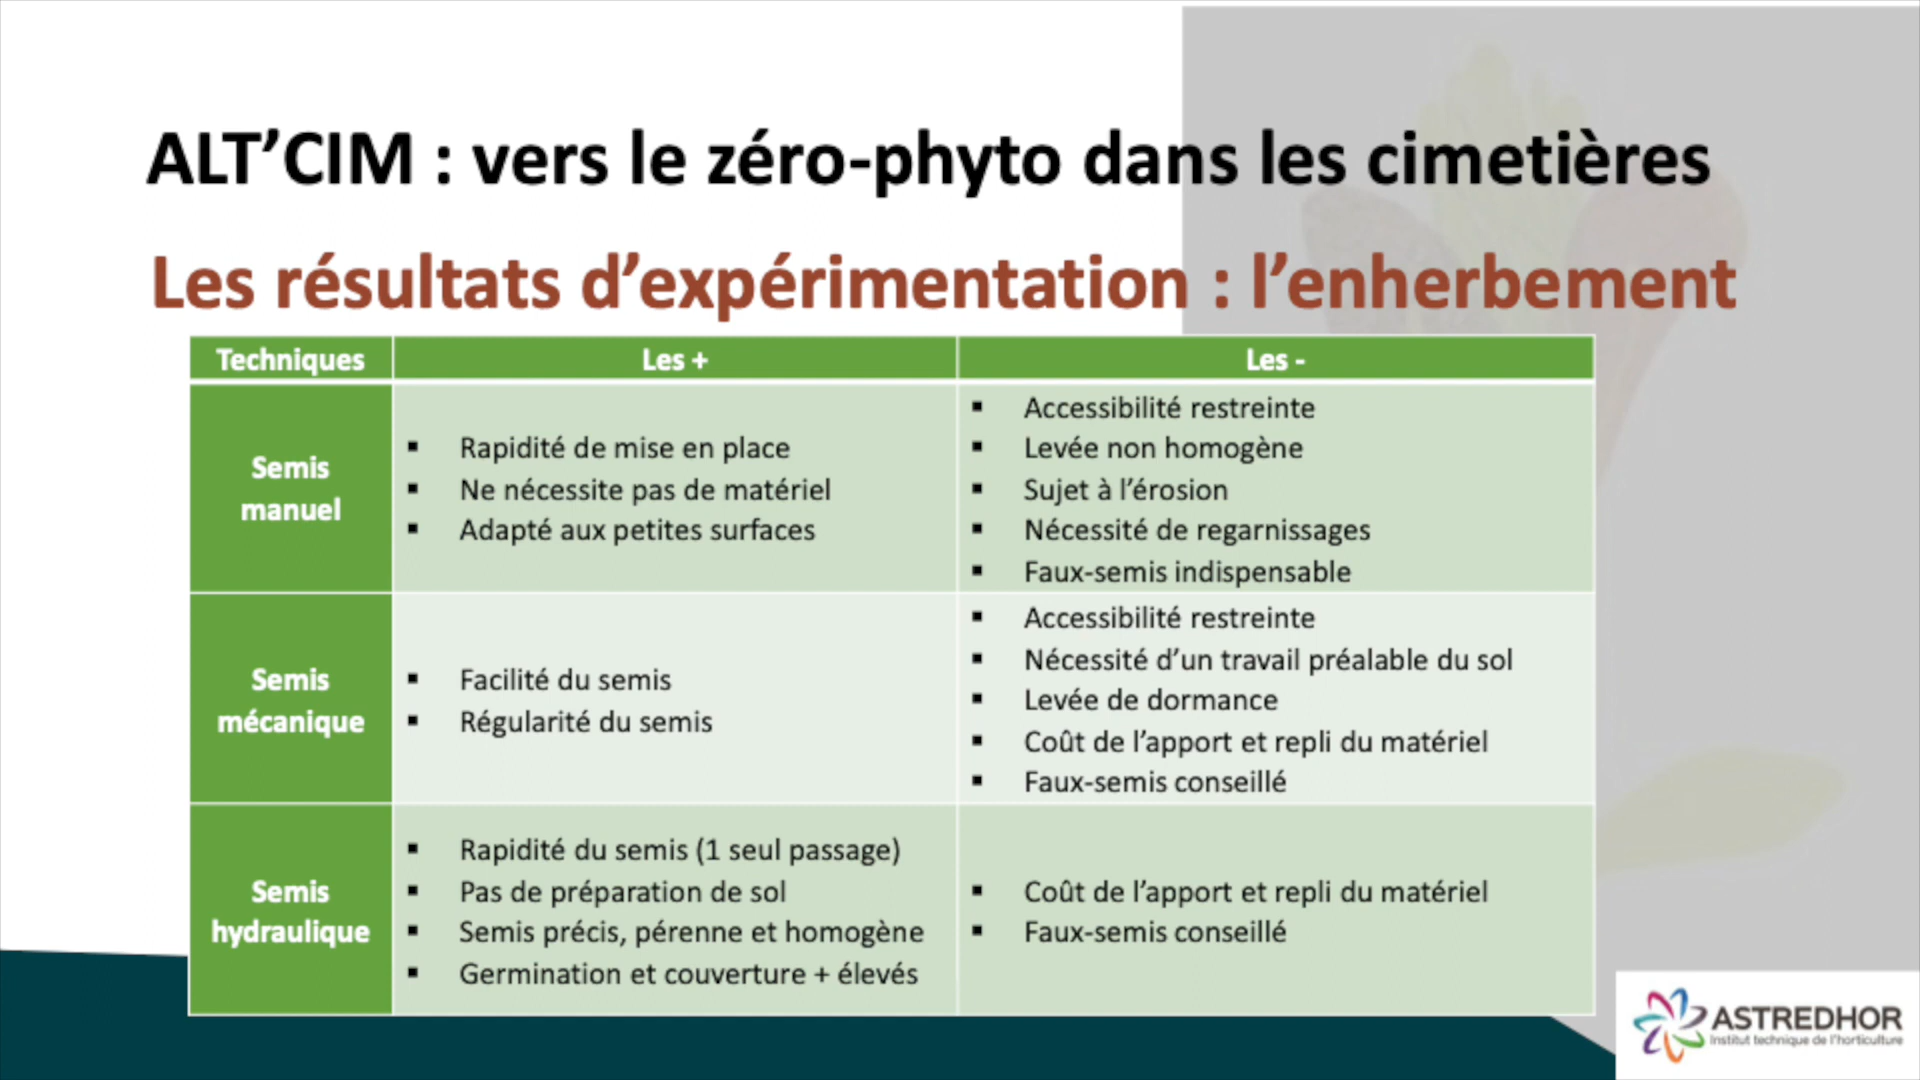 ALT’CIM : vers le zéro-phyto dans les cimetières
Les résultats d’expérimentation : l’enherbement
Techniques
Les +
Les -
Semis
manuel
▪ Rapidité de mise en place
▪ Ne nécessite pas de matériel
▪ Adapté aux petites surfaces
▪ Accessibilité restreinte
▪ Levée non homogène
▪ Sujet à l’érosion
▪ Nécessité de regarnissages
▪ Faux-semis indispensable
Semis
mécanique
▪ Facilité du semis
▪ Régularité du semis
▪ Accessibilité restreinte
▪ Nécessité d’un travail préalable du sol
▪ Levée de dormance
▪ Coût de l’apport et repli du matériel
▪ Faux-semis conseillé
Semis
hydraulique
▪ Rapidité du semis (1 seul passage)
▪ Pas de préparation de sol
▪ Semis précis, pérenne et homogène
▪ Germination et couverture + élevés
▪ Coût de l’apport et repli du matériel
▪ Faux-semis conseillé
ASTREDHOR
Institut technique de l’horticulture